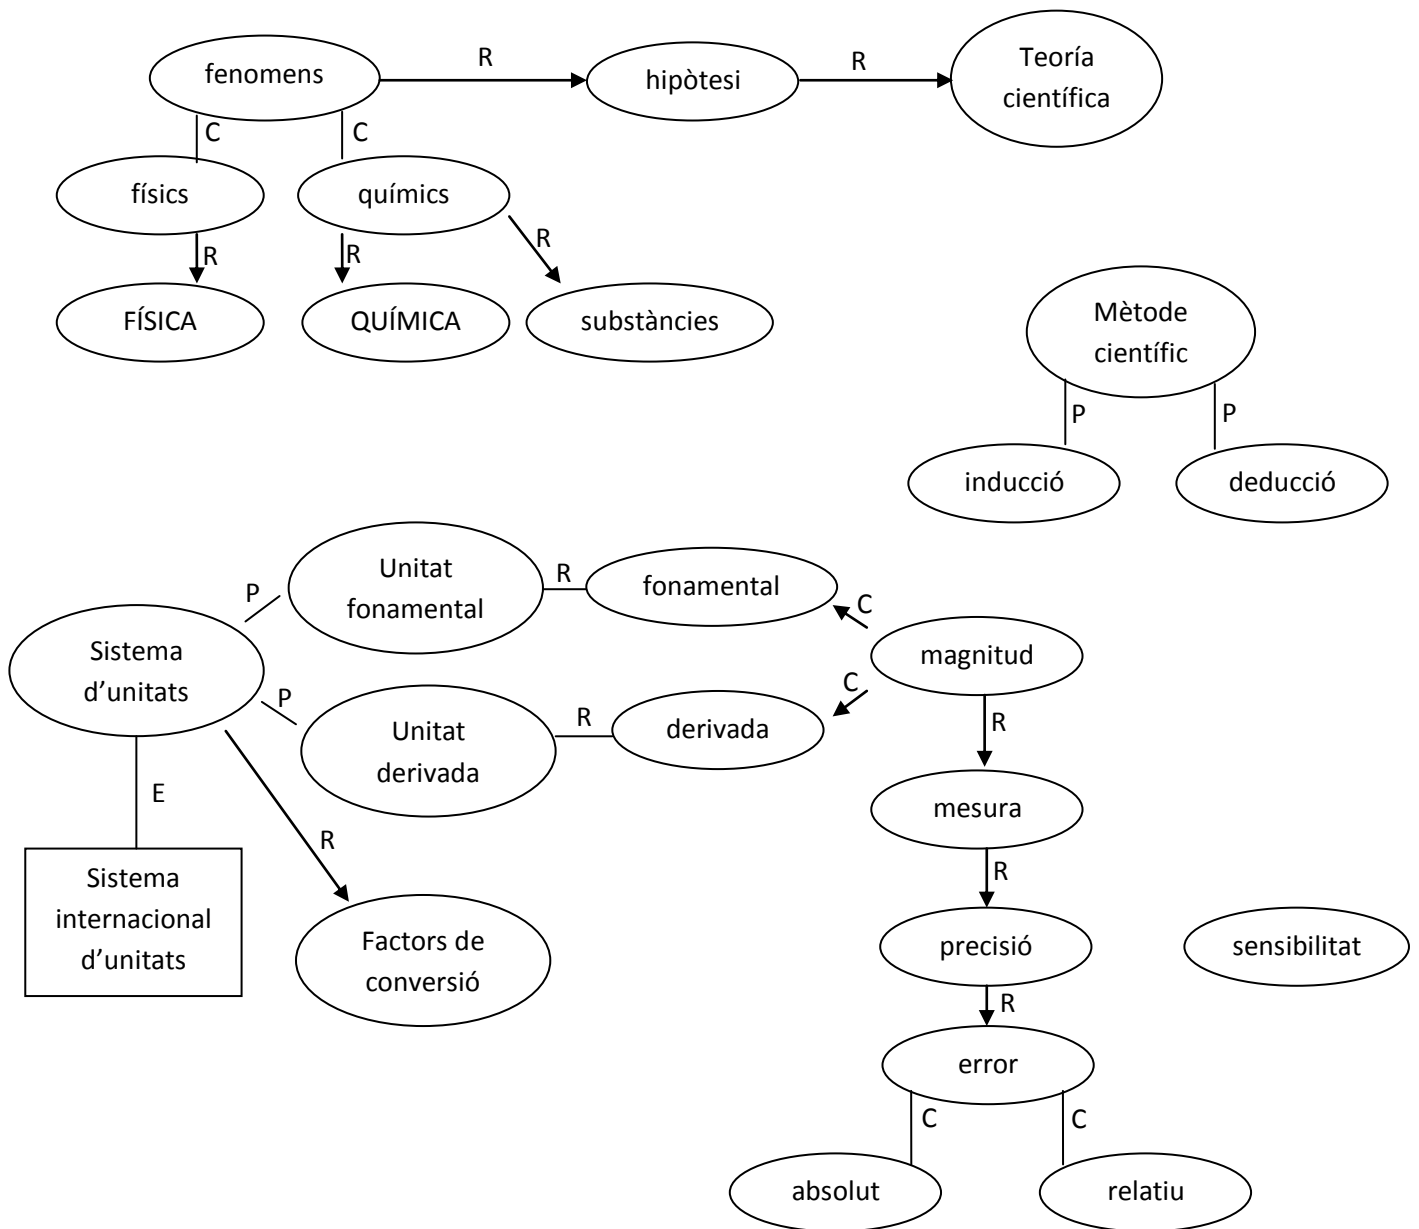 fenomens
R
hipòtesi
R
Teoría
científica
C
C
físics
químics
R
R
R
FÍSICA
QUÍMICA
substàncies
Mètode
científic
P
P
inducció
deducció
Unitat
fonamental
R
fonamental
P
C
Sistema
d’unitats
magnitud
P
C
Unitat
derivada
R
derivada
R
E
mesura
R
R
Sistema
internacional
d’unitats
Factors de
conversió
precisió
sensibilitat
R
error
C
C
absolut
relatiu